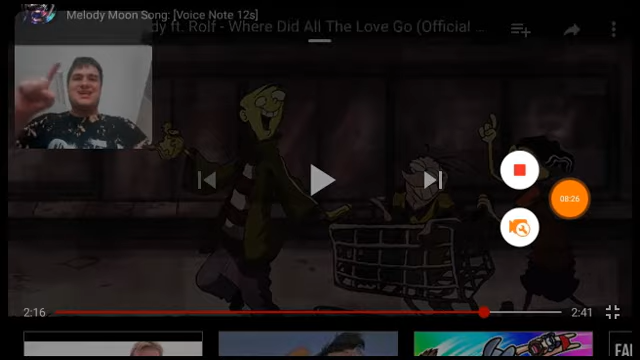 Melody Moon Song: [Voice Note 12s]
dy ft. Rolf - Where Did All The Love Go (Official ...
08:26
2:16
2:41
FAI